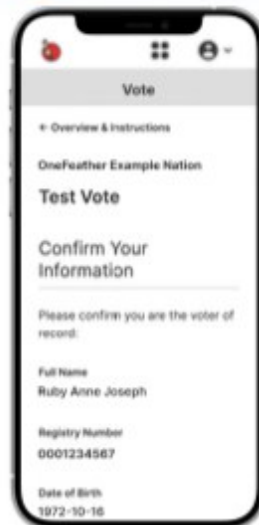 Vote
← Overview & Instructions
OneFeather Example Nation
Test Vote
Confirm Your
Information
Please confirm you are the voter of
record:
Full Name
Ruby Anne Joseph
Registry Number
0001234567
Date of Birth
1972-10-16